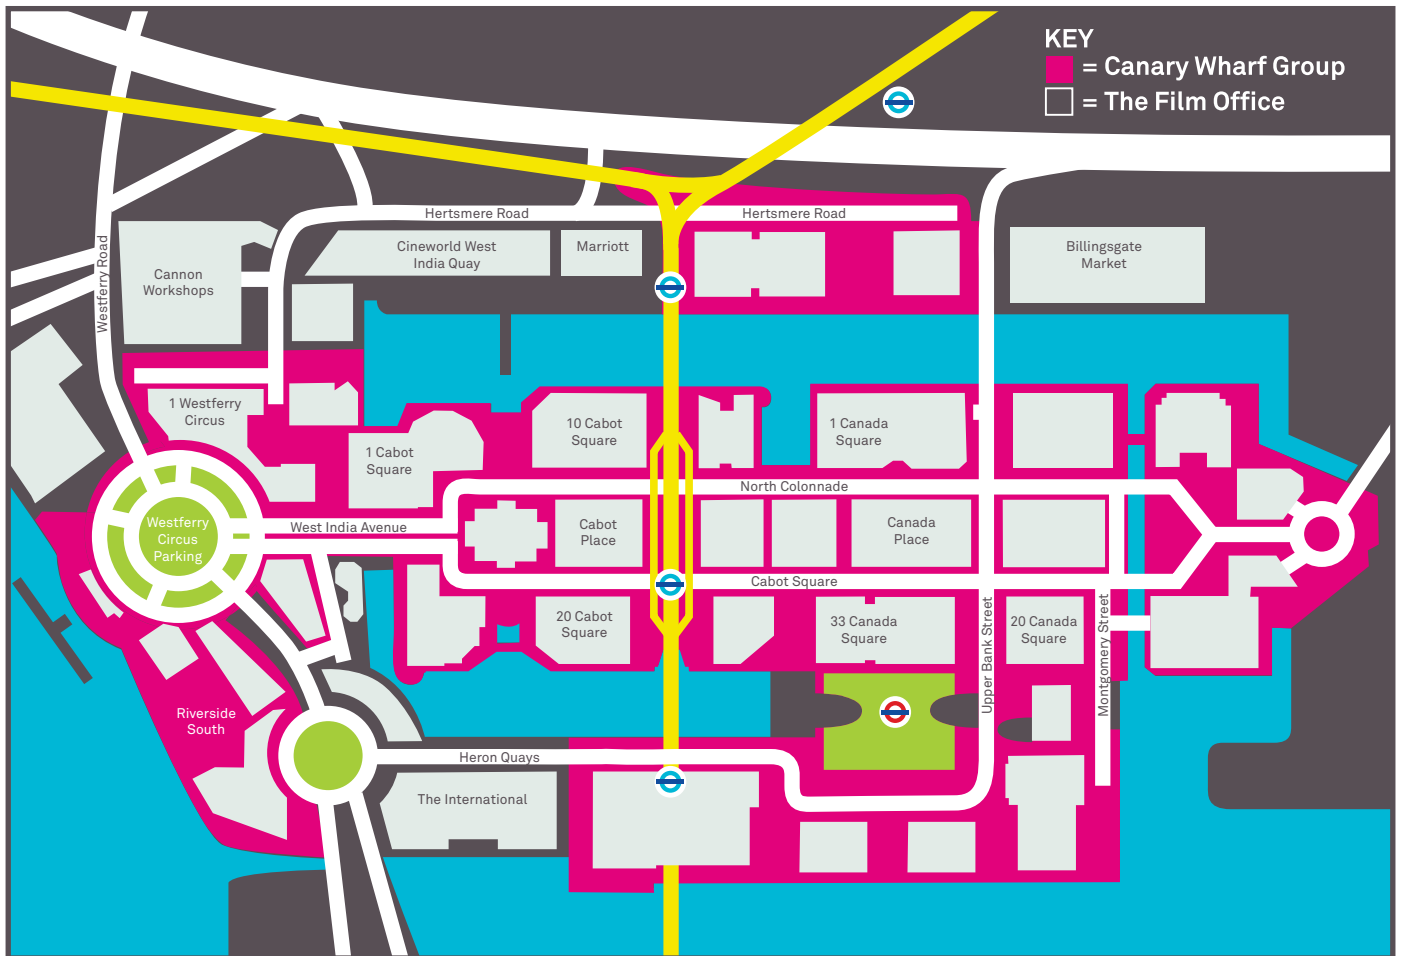 KEY
= Canary Wharf Group
= The Film Office
Hertsmere Road
Hertsmere Road
Westferry Road
Cannon
Workshops
Cineworld West
India Quay
Marriott
Billingsgate
Market
1 Westferry
Circus
1 Cabot
Square
10 Cabot
Square
1 Canada
Square
North Colonnade
West India Avenue
Westferry
Circus
Parking
Cabot
Place
Canada
Place
Cabot Square
20 Cabot
Square
33 Canada
Square
Upper Bank Street
20 Canada
Square
Montgomery Street
Riverside
South
Heron Quays
The International